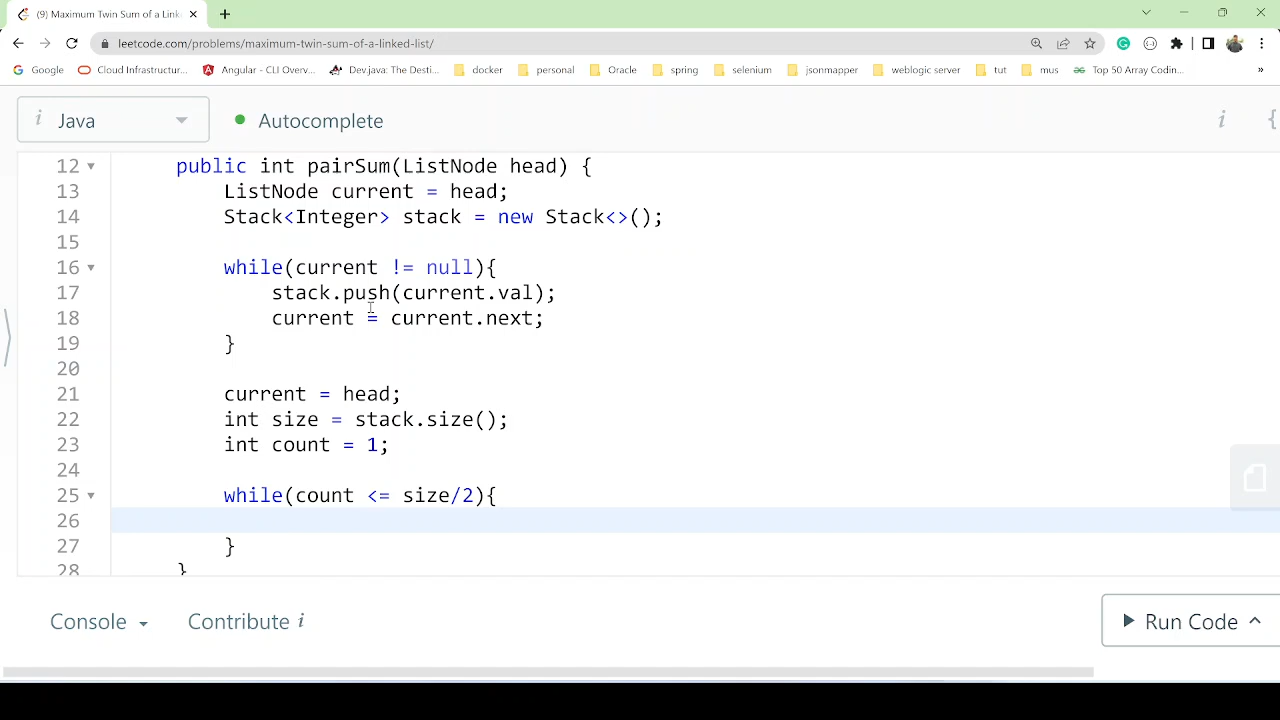 (9) Maximum Twin Sum of a Link
leetcode.com/problems/maximum-twin-sum-of-a-linked-list/
Google Cloud Infrastructur... Angular - CLI Overv... Dev.java: The Desti... docker personal Oracle spring selenium jsonmapper weblogic server tut mus Top 50 Array Codin... »
i Java Autocomplete i {
12 public int pairSum(ListNode head) {
13 ListNode current = head;
14 Stack<Integer> stack = new Stack<>();
15
16 while(current != null){
17 stack.push(current.val);
18 current = current.next;
19 }
20
21 current = head;
22 int size = stack.size();
23 int count = 1;
24
25 while(count <= size/2){
26
27 }
28 }
Console Contribute i Run Code